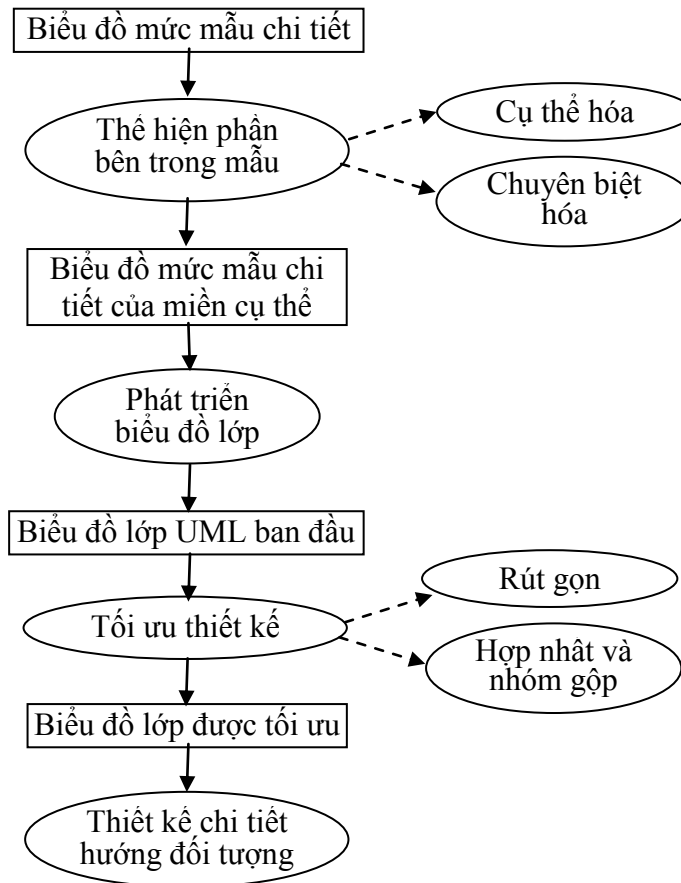 Biểu đồ mức mẫu chi tiết
Thể hiện phần
bên trong mẫu
Cụ thể hóa
Chuyên biệt
hóa
Biểu đồ mức mẫu chi
tiết của miền cụ thể
Phát triển
biểu đồ lớp
Biểu đồ lớp UML ban đầu
Tối ưu thiết kế
Rút gọn
Hợp nhât và
nhóm gộp
Biểu đồ lớp được tối ưu
Thiết kế chi tiết
hướng đối tượng